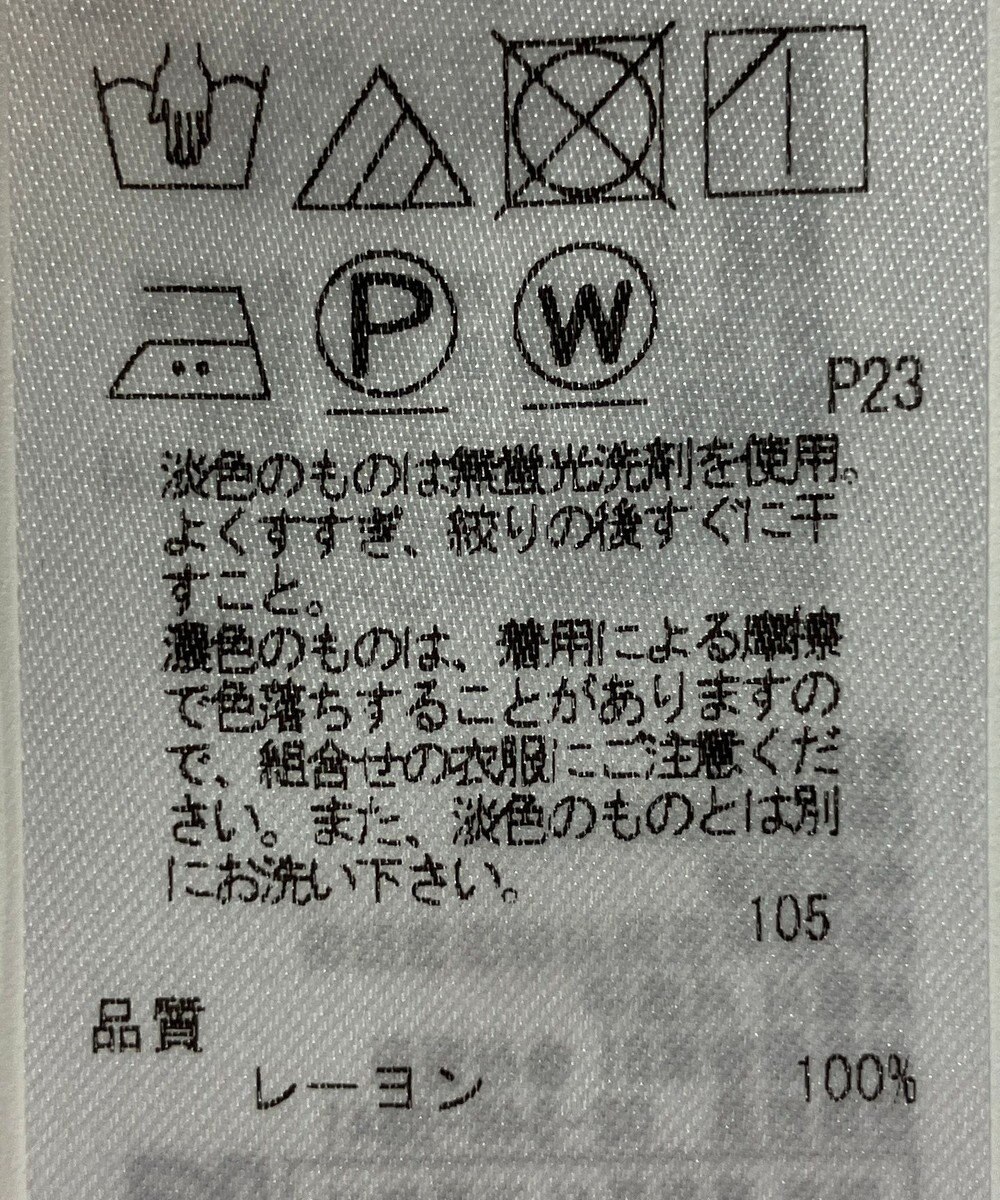 P
W
P23
淡色のものは無蛍光洗剤を使用。
よくすすぎ、絞りの後すぐに干
すこと。
濃色のものは、着用による摩擦
で色落ちすることがありますの
で、組合せの衣服にご注意くだ
さい。また、淡色のものとは別
にお洗い下さい。
105
品質
レーヨン 100%